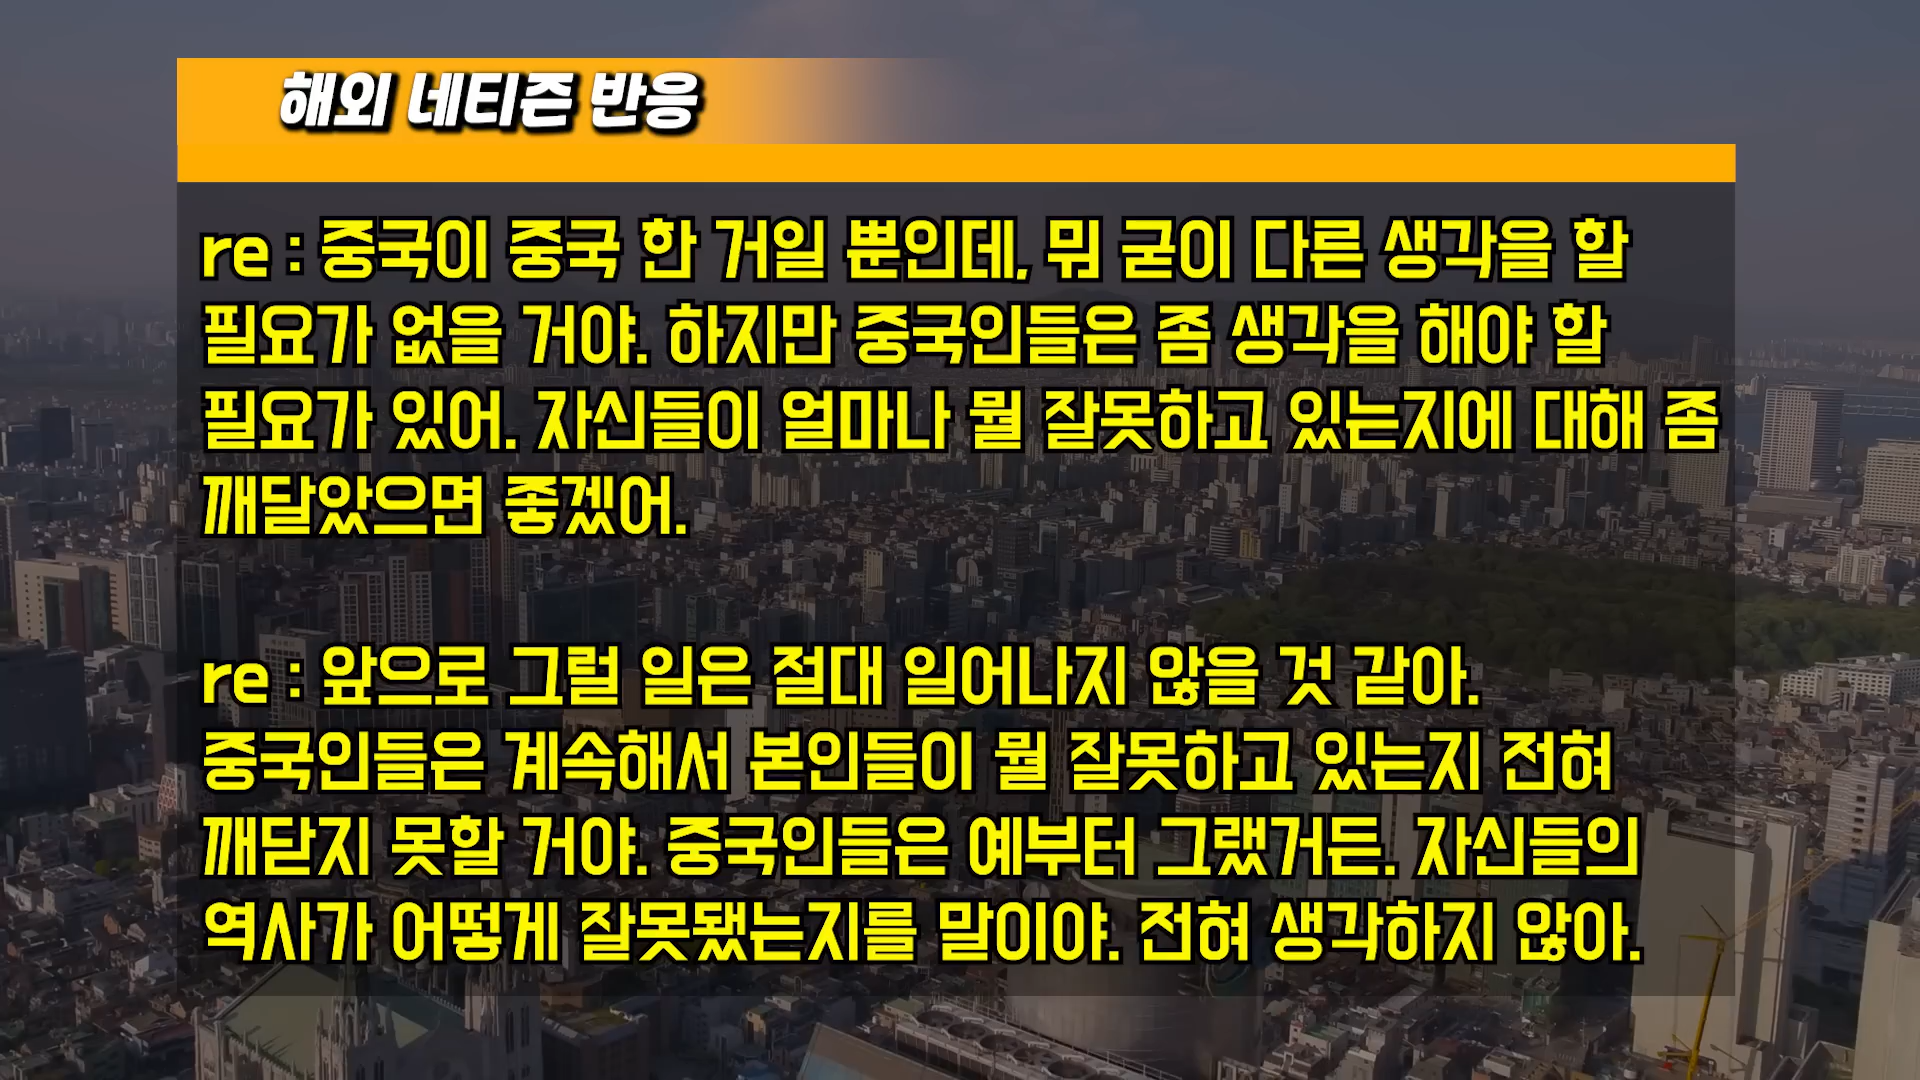 해외 네티즌 반응
re : 중국이 중국 한 거일 뿐인데, 뭐 굳이 다른 생각을 할
필요가 없을 거야. 하지만 중국인들은 좀 생각을 해야 할
필요가 있어. 자신들이 얼마나 뭘 잘못하고 있는지에 대해 좀
깨달았으면 좋겠어.
re : 앞으로 그럴 일은 절대 일어나지 않을 것 같아.
중국인들은 계속해서 본인들이 뭘 잘못하고 있는지 전혀
깨닫지 못할 거야. 중국인들은 예부터 그랬거든. 자신들의
역사가 어떻게 잘못됐는지를 말이야. 전혀 생각하지 않아.